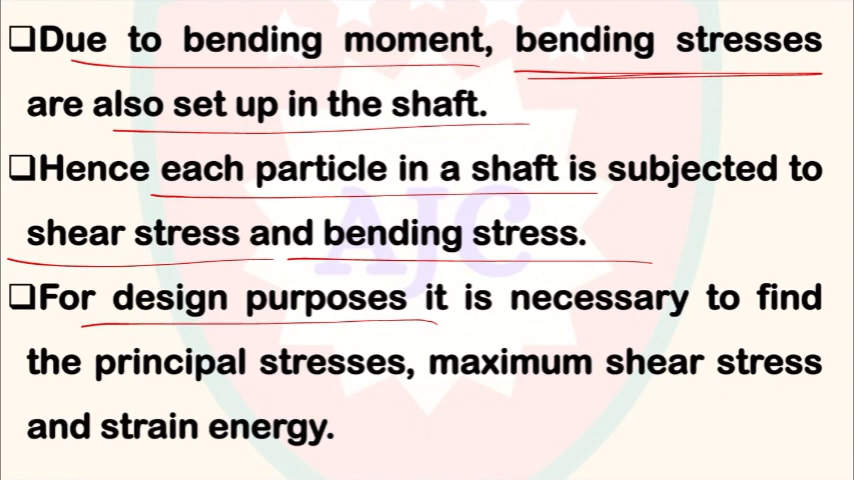 ❑Due to bending moment, bending stresses
are also set up in the shaft.
❑Hence each particle in a shaft is subjected to
shear stress and bending stress.
❑For design purposes it is necessary to find
the principal stresses, maximum shear stress
and strain energy.
AJC